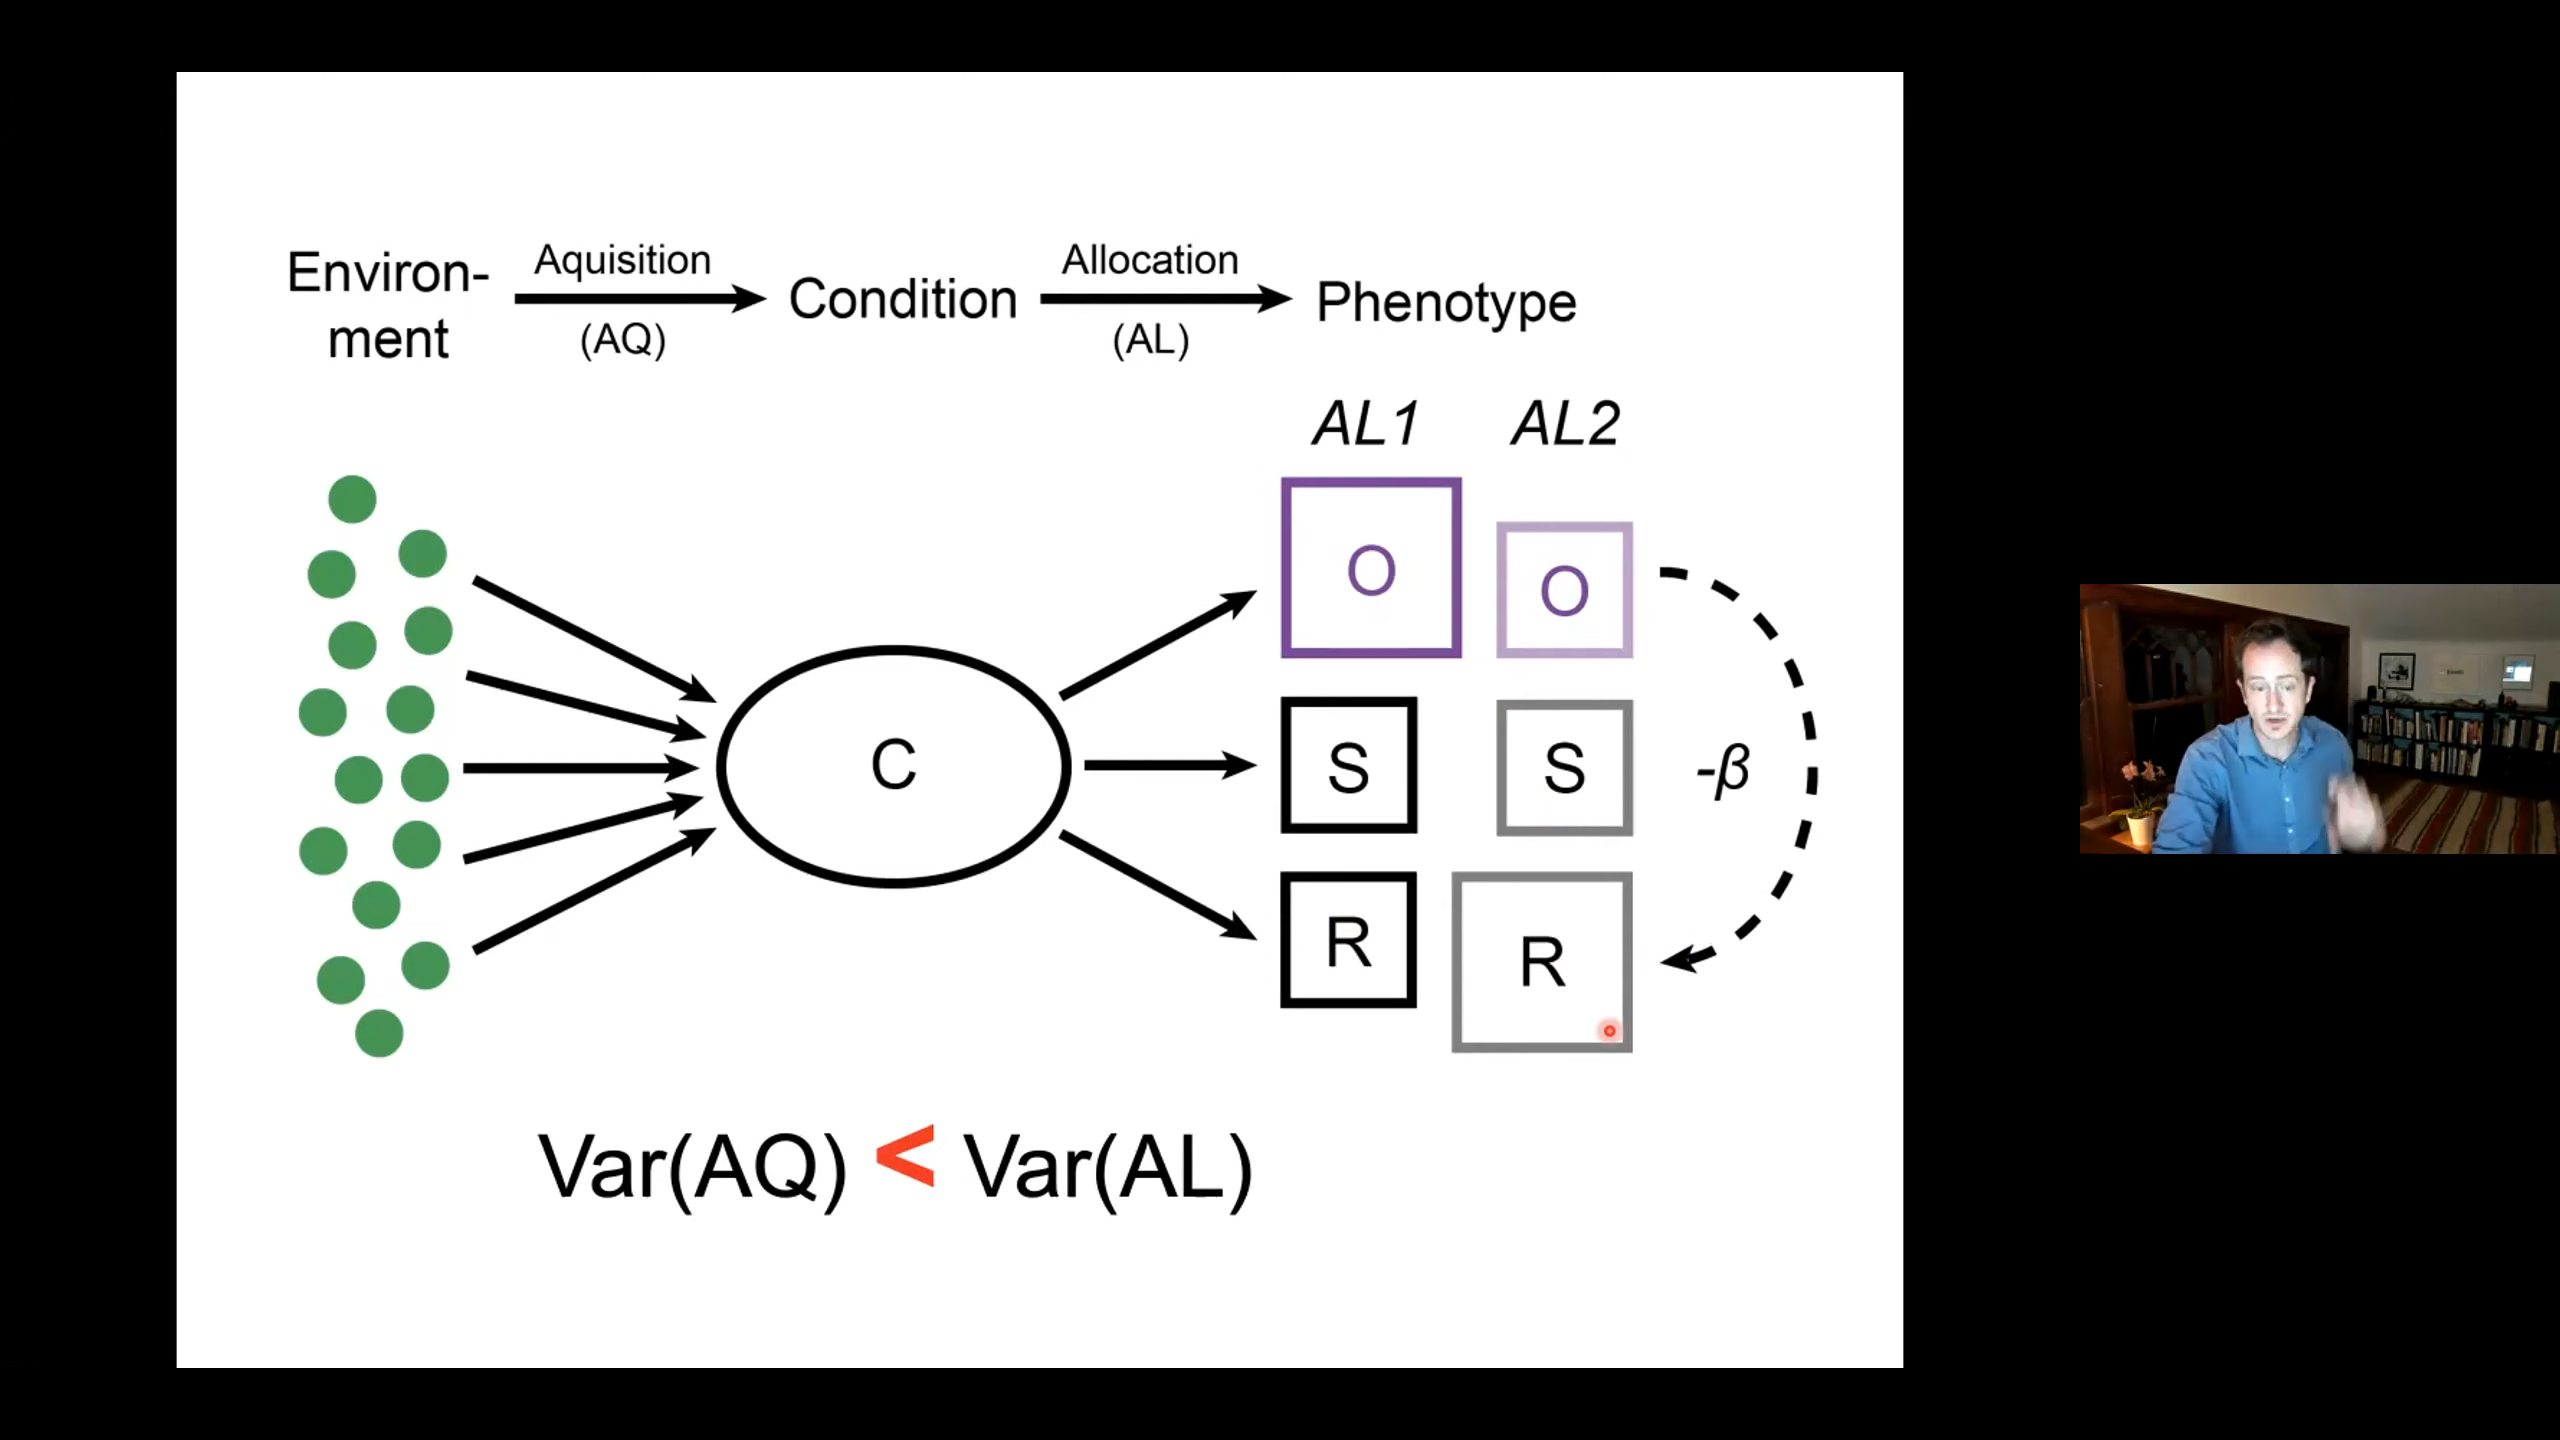 Environ-
ment
Aquisition
(AQ)
Condition
Allocation
(AL)
Phenotype
AL1 AL2
O O
C
S S -β
R R
Var(AQ) < Var(AL)